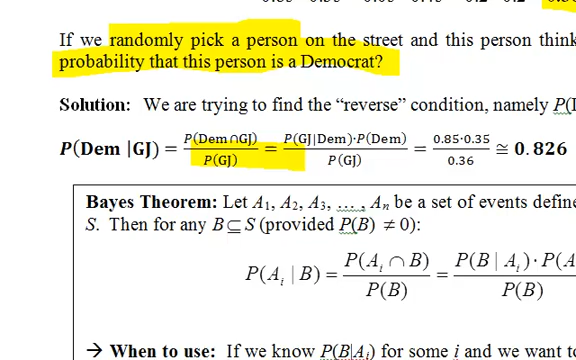 If we randomly pick a person on the street and this person think
probability that this person is a Democrat?
Solution: We are trying to find the “reverse” condition, namely P(
P(Dem |GJ) = P(Dem ∩GJ) / P(GJ) = P(GJ|Dem)·P(Dem) / P(GJ) = 0.85·0.35 / 0.36 ≅ 0.826
Bayes Theorem: Let A₁, A₂, A₃, … , Aₙ be a set of events define
S. Then for any B⊆S (provided P(B) ≠ 0):
P(Aᵢ | B) = P(Aᵢ ∩ B) / P(B) = P(B | Aᵢ)·P(A / P(B)
→ When to use: If we know P(B|Aᵢ) for some i and we want to